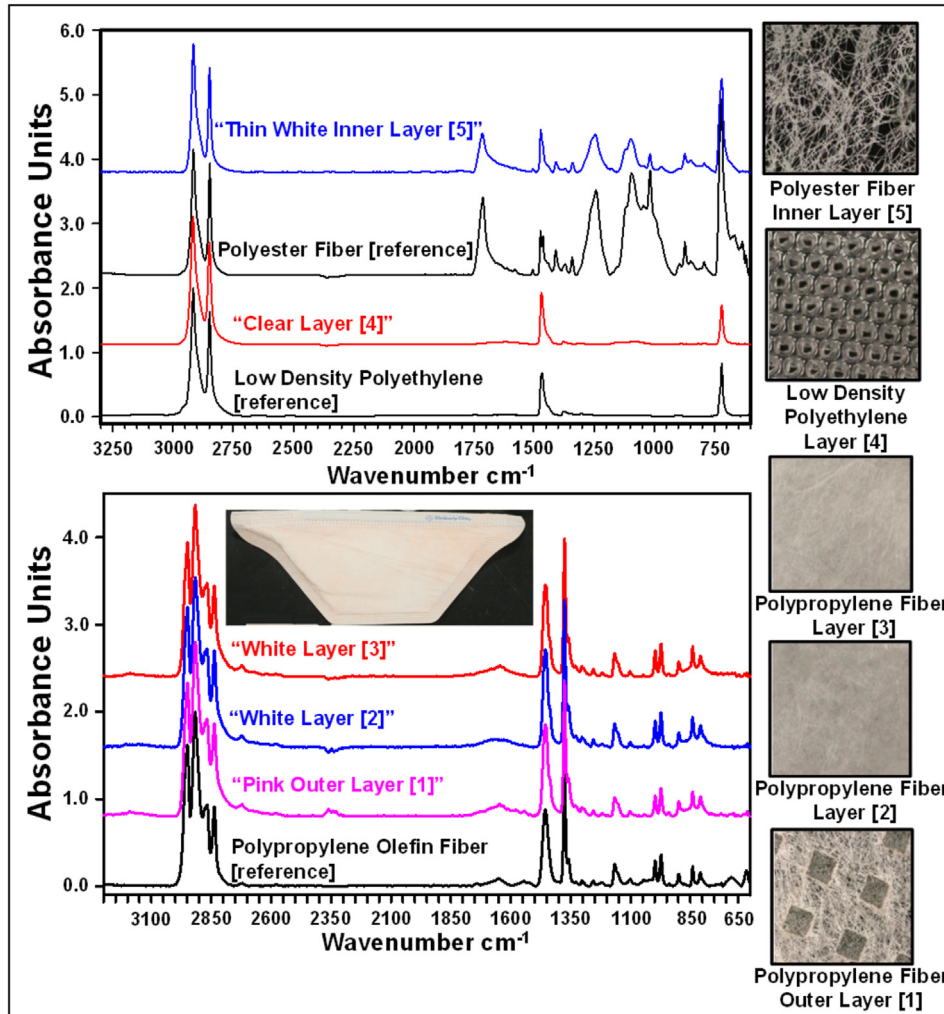 Absorbance Units
6.0
5.0
4.0
3.0
2.0
1.0
0.0
“Thin White Inner Layer [5]”
Polyester Fiber [reference]
“Clear Layer [4]”
Low Density Polyethylene
[reference]
3250 3000 2750 2500 2250 2000 1750 1500 1250 1000 750
Wavenumber cm-1
Polyester Fiber
Inner Layer [5]
Low Density
Polyethylene
Layer [4]
Absorbance Units
4.0
3.0
2.0
1.0
0.0
“White Layer [3]”
“White Layer [2]”
“Pink Outer Layer [1]”
Polypropylene Olefin Fiber
[reference]
3100 2850 2600 2350 2100 1850 1600 1350 1100 850 650
Wavenumber cm-1
Polypropylene Fiber
Layer [3]
Polypropylene Fiber
Layer [2]
Polypropylene Fiber
Outer Layer [1]